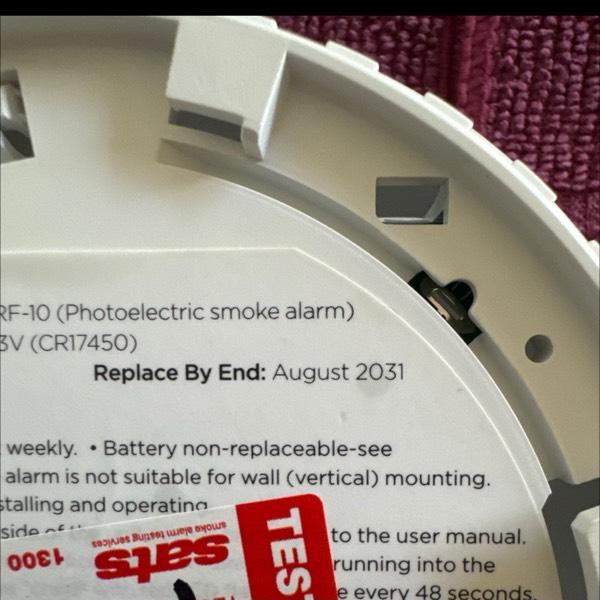 RF-10 (Photoelectric smoke alarm)
3V (CR17450)
Replace By End: August 2031
weekly. • Battery non-replaceable-see
alarm is not suitable for wall (vertical) mounting.
stalling and operating
side of
to the user manual.
running into the
e every 48 seconds.
TES
sats
smoke alarm testing services
1300